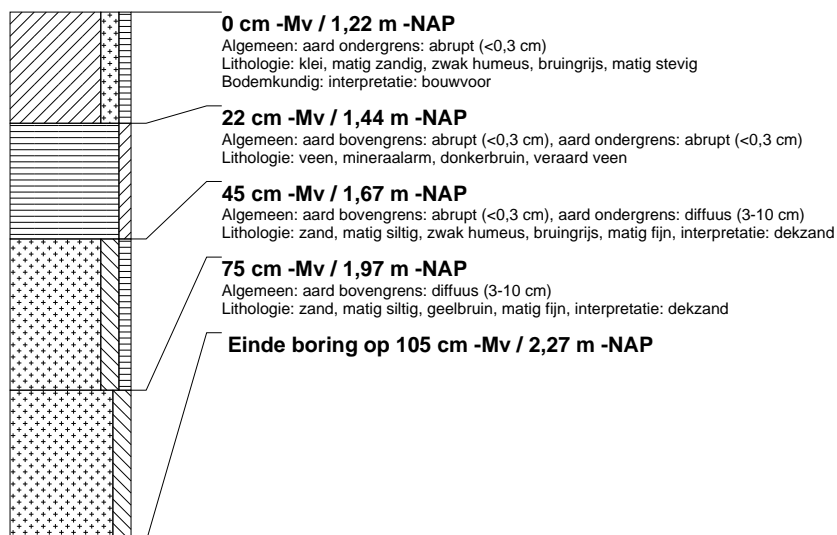 0 cm -Mv / 1,22 m -NAP
Algemeen: aard ondergrens: abrupt (<0,3 cm)
Lithologie: klei, matig zandig, zwak humeus, bruingrijs, matig stevig
Bodemkundig: interpretatie: bouwvoor
22 cm -Mv / 1,44 m -NAP
Algemeen: aard bovengrens: abrupt (<0,3 cm), aard ondergrens: abrupt (<0,3 cm)
Lithologie: veen, mineraalarm, donkerbruin, veraard veen
45 cm -Mv / 1,67 m -NAP
Algemeen: aard bovengrens: abrupt (<0,3 cm), aard ondergrens: diffuus (3-10 cm)
Lithologie: zand, matig siltig, zwak humeus, bruingrijs, matig fijn, interpretatie: dekzand
75 cm -Mv / 1,97 m -NAP
Algemeen: aard bovengrens: diffuus (3-10 cm)
Lithologie: zand, matig siltig, geelbruin, matig fijn, interpretatie: dekzand
Einde boring op 105 cm -Mv / 2,27 m -NAP